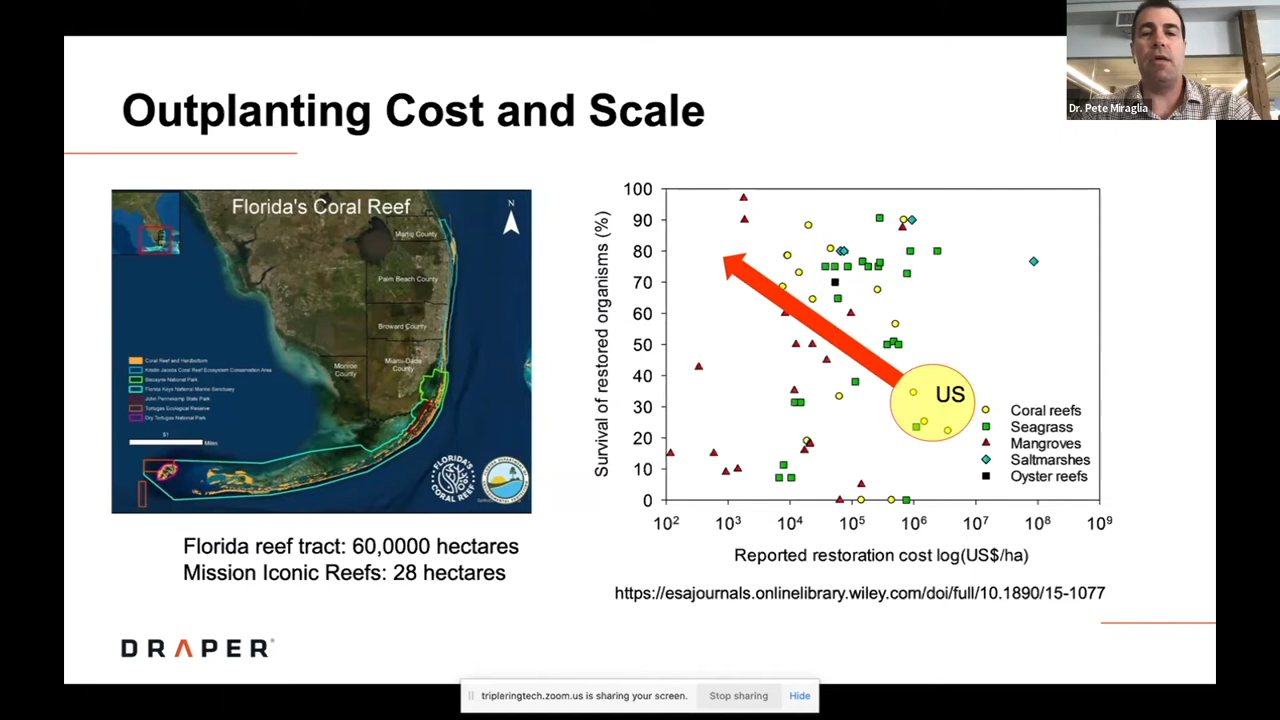 Dr. Pete Miraglia
Outplanting Cost and Scale
Florida's Coral Reef
N
Martin County
Palm Beach County
Broward County
Miami-Dade
County
Monroe
County
Coral Reef and Hardbottom
Kristin Jacobs Coral Reef Ecosystem Conservation Area
Biscayne National Park
Florida Keys National Marine Sanctuary
John Pennekamp State Park
Tortugas Ecological Reserve
Dry Tortugas National Park
51
Miles
FLORIDA'S
CORAL REEF
Florida reef tract: 60,0000 hectares
Mission Iconic Reefs: 28 hectares
Survival of restored organisms (%)
100
90
80
70
60
50
40
30
20
10
0
US
Coral reefs
Seagrass
Mangroves
Saltmarshes
Oyster reefs
10² 10³ 10⁴ 10⁵ 10⁶ 10⁷ 10⁸ 10⁹
Reported restoration cost log(US$/ha)
https://esajournals.onlinelibrary.wiley.com/doi/full/10.1890/15-1077
DRAPER®
tripleringtech.zoom.us is sharing your screen.
Stop sharing
Hide